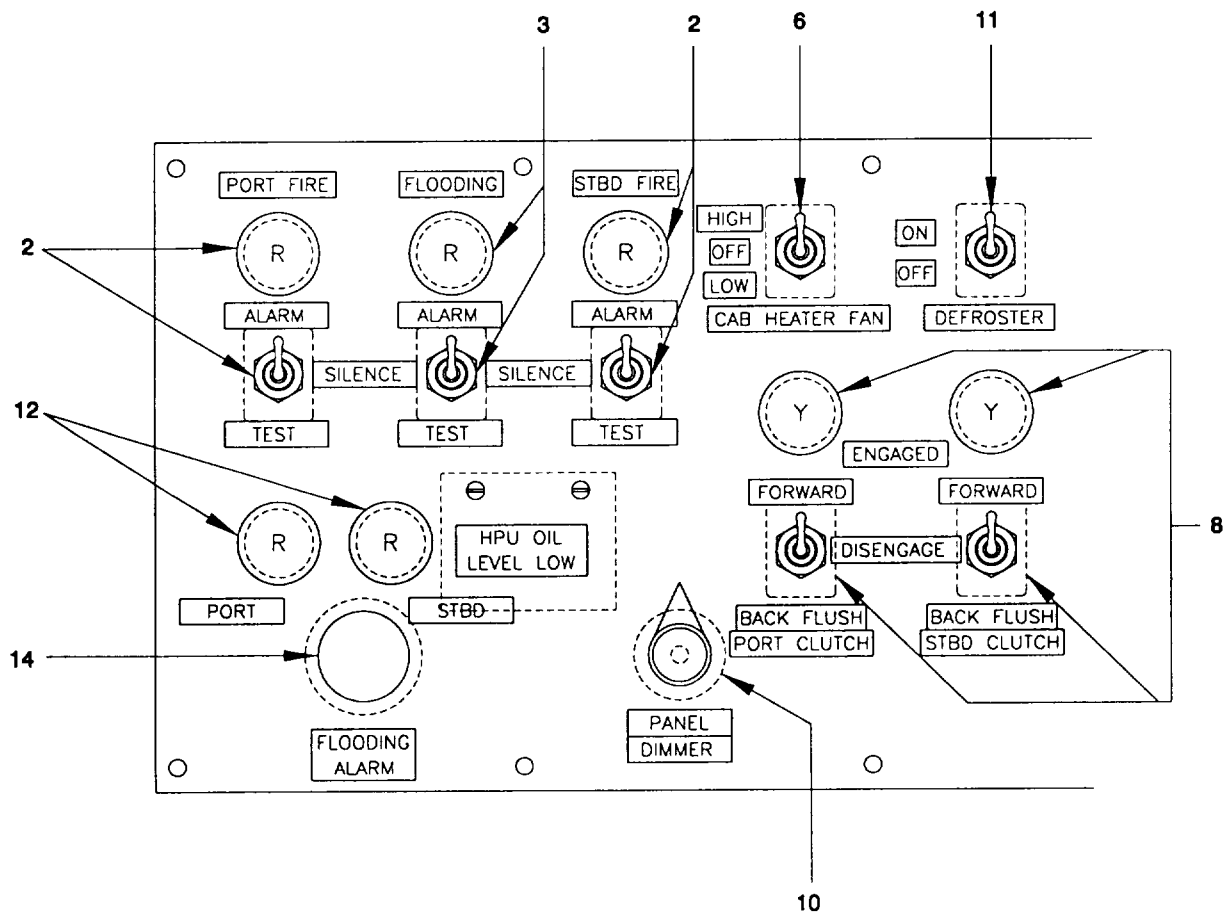 3 2 6 11
PORT FIRE FLOODING STBD FIRE
HIGH
OFF
LOW
ON
OFF
2
R R R
ALARM ALARM ALARM
CAB HEATER FAN DEFROSTER
SILENCE SILENCE
TEST TEST TEST
12
Y Y
ENGAGED
FORWARD FORWARD
R R
HPU OIL
LEVEL LOW
DISENGAGE
8
PORT STBD
BACK FLUSH BACK FLUSH
PORT CLUTCH STBD CLUTCH
14
PANEL
DIMMER
FLOODING
ALARM
10